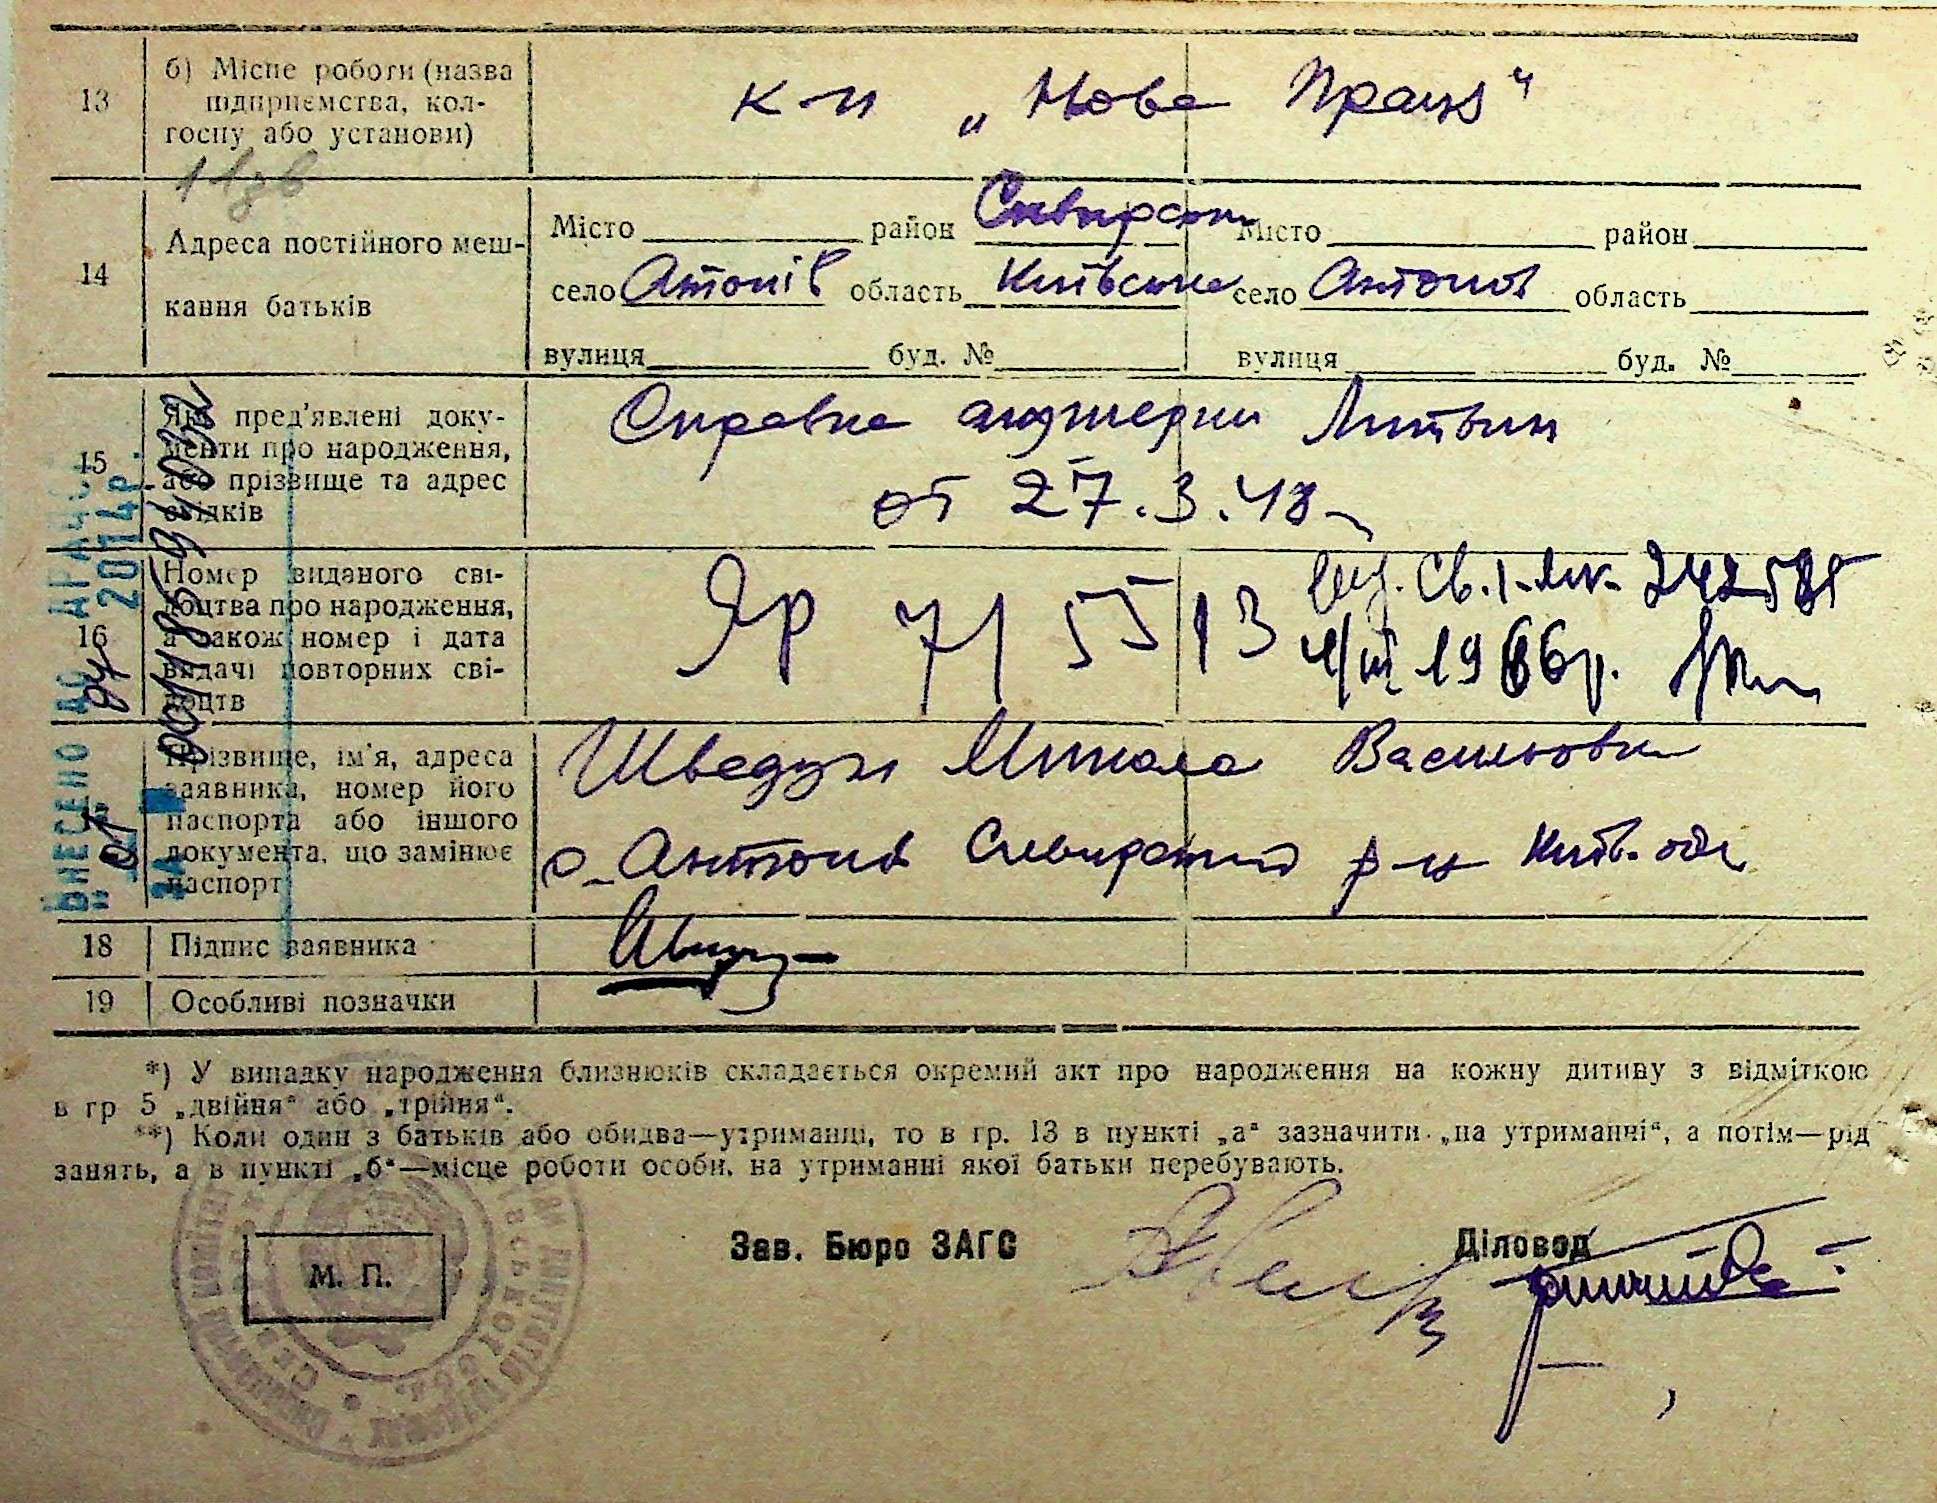 13 б) Місце роботи (назва
підприємства, кол-
госпу або установи)
к-п „Нова Праця“
14 Адреса постійного меш-
кання батьків
Місто район Сквирськ Місто район
село Антонів область Київська село Антонов область
вулиця буд. № вулиця буд. №
15 Які пред'явлені доку-
менти про народження,
або прізвище та адрес
свідків
Справка акушерки Литвин
от 27.3.48
16 Номер виданого сві-
доцтва про народження,
а також номер і дата
видачі повторних сві-
доцтв
ЯР 715513
Св. I-ЛК 242585
1966р.
Прізвище, ім'я, адреса
заявника, номер його
паспорта або іншого
документа, що замінює
паспорт
Шведун Микола Васильович
с. Антонів Сквирський р-н Київ. обл
18 Підпис заявника
19 Особливі позначки
ВНЕСЕНО ДО
2014р.
*) У випадку народження близнюків складається окремий акт про народження на кожну дитину з відміткою
в гр 5 „двійня“ або „трійня“.
**) Коли один з батьків або обидва—утриманці, то в гр. 13 в пункті „а“ зазначити „на утриманні“, а потім—рід
занять, а в пункті „б“—місце роботи особи, на утриманні якої батьки перебувають.
М. П.
Зав. Бюро ЗАГС
Діловод